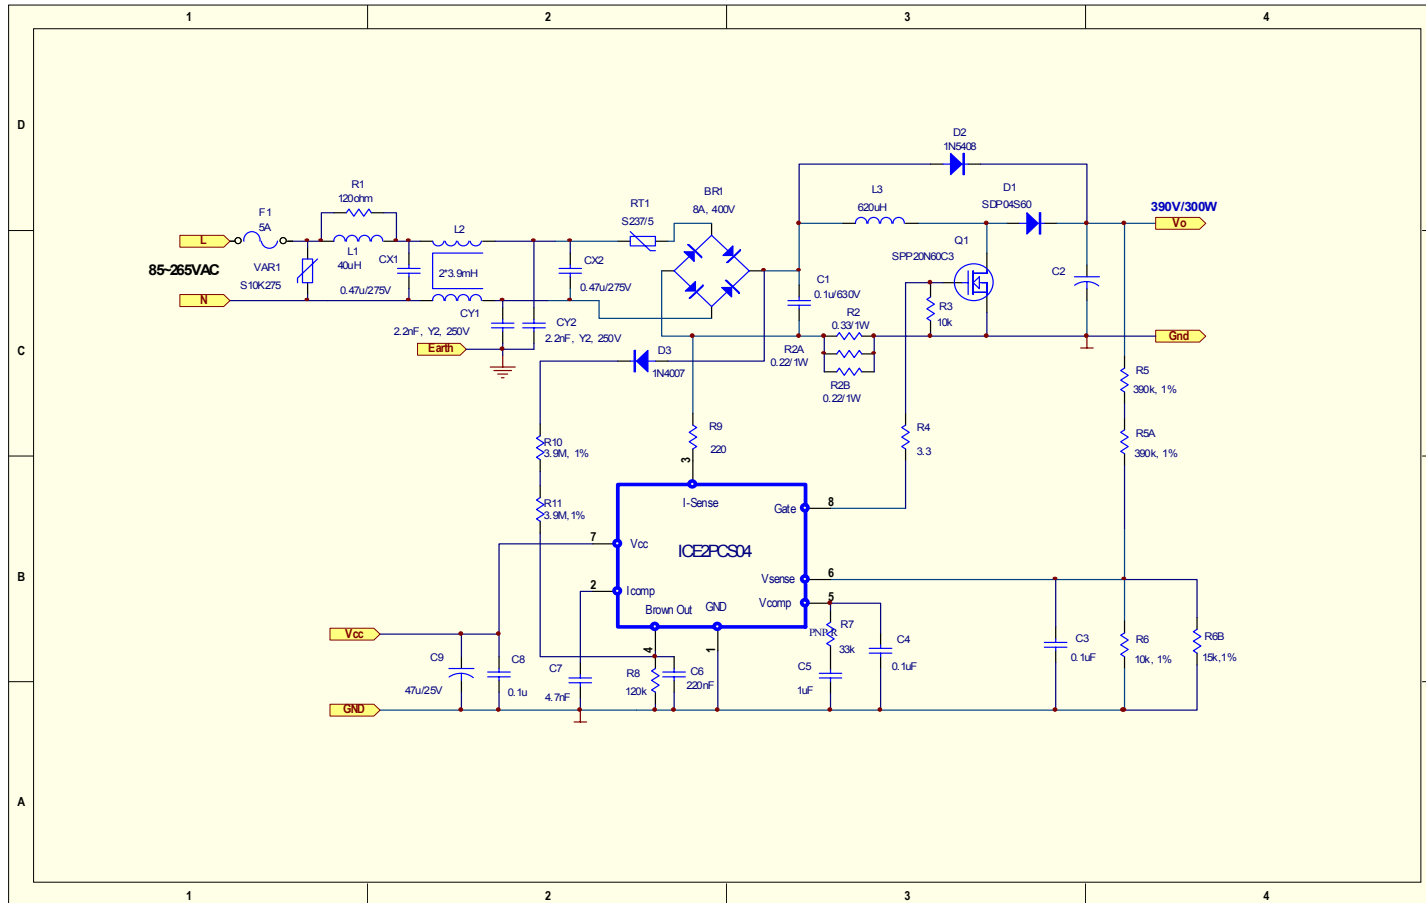 1 2 3 4
D
C
B
A
D2
1N5408
D1
SDP04S60
L3
620uH
390V/300W
Vo
R1
120ohm
F1
5A
L
L1
40uH
L2
2*3.9mH
RT1
S237/5
BR1
8A, 400V
Q1
SPP20N60C3
85~265VAC
VAR1
S10K275
CX1
0.47u/275V
CX2
0.47u/275V
C1
0.1u/630V
C2
N
CY1
2.2nF, Y2, 250V
CY2
2.2nF, Y2, 250V
Earth
R2
0.33/1W
R2A
0.22/1W
R2B
0.22/1W
R3
10k
Gnd
D3
1N4007
R5
390k, 1%
R5A
390k, 1%
R9
220
R4
3.3
R10
3.9M, 1%
R11
3.9M,1%
3
I-Sense
Gate
8
7
Vcc
ICE2PCS04
2
Icomp
Vsense
6
Vcomp
5
Brown Out
GND
4
1
PNP R
R7
33k
C4
0.1uF
C5
1uF
C3
0.1uF
R6
10k, 1%
R6B
15k,1%
Vcc
C9
47u/25V
C8
0.1u
C7
4.7nF
R8
120k
C6
220nF
GND
1 2 3 4